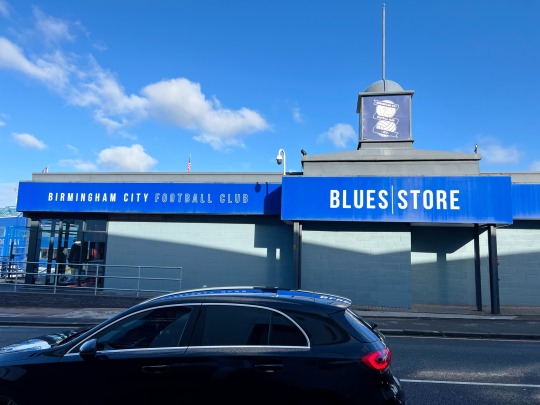 BIRMINGHAM CITY FOOTBALL CLUB
BLUES|STORE